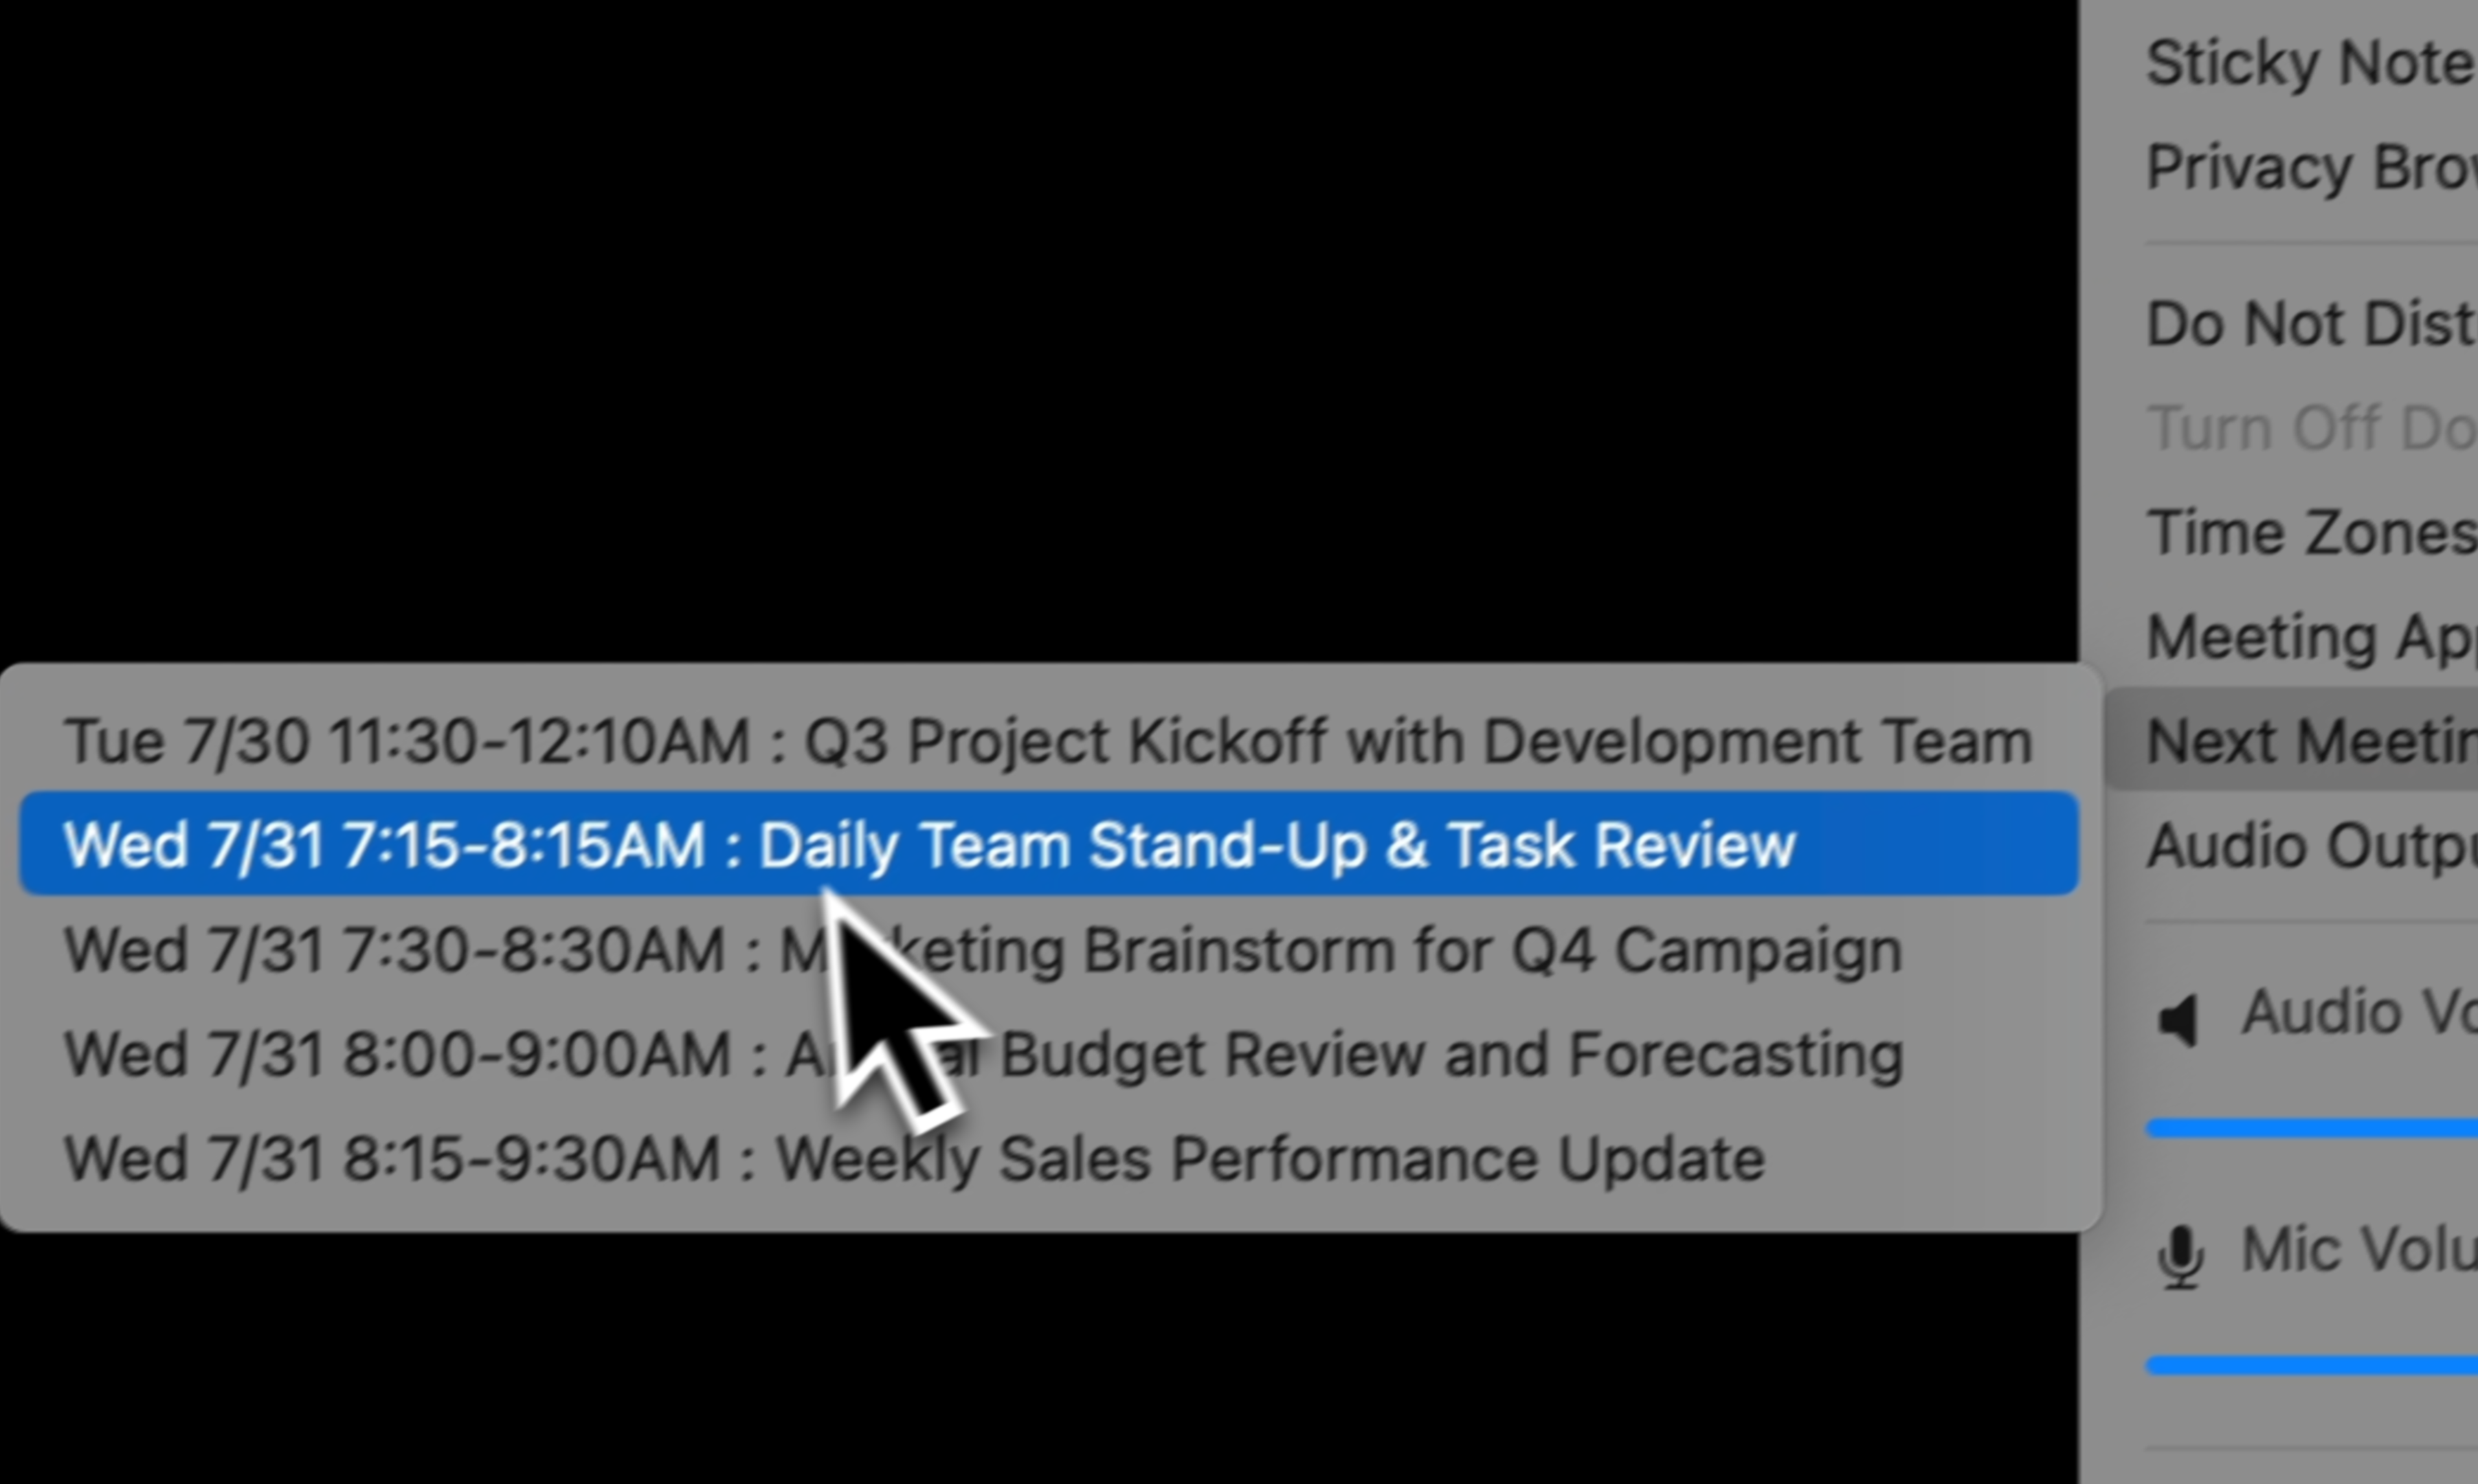 Sticky Note
Privacy Bro
Do Not Dist
Turn Off Do
Time Zones
Meeting Ap
Next Meetin
Audio Outpu
Tue 7/30 11:30-12:10AM : Q3 Project Kickoff with Development Team
Wed 7/31 7:15-8:15AM : Daily Team Stand-Up & Task Review
Wed 7/31 7:30-8:30AM : M keting Brainstorm for Q4 Campaign
Wed 7/31 8:00-9:00AM : A al Budget Review and Forecasting
Wed 7/31 8:15-9:30AM : Weekly Sales Performance Update
Audio Vo
Mic Volu